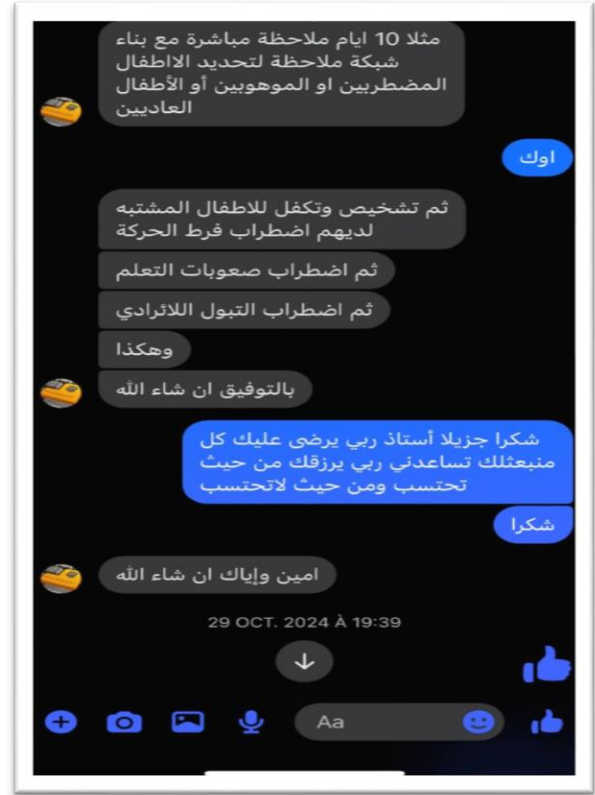 مثلا 10 ايام ملاحظة مباشرة مع بناء
شبكة ملاحظة لتحديد الااطفال
المضطربين او الموهوبين أو الأطفال
العاديين
اوك
ثم تشخيص وتكفل للاطفال المشتبه
لديهم اضطراب فرط الحركة
ثم اضطراب صعوبات التعلم
ثم اضطراب التبول اللائرادي
وهكذا
بالتوفيق ان شاء الله
شكرا جزيلا أستاذ ربي يرضى عليك كل
منبعثلك تساعدني ربي يرزقك من حيث
تحتسب ومن حيث لاتحتسب
شكرا
امين وإياك ان شاء الله
29 OCT. 2024 À 19:39
Aa